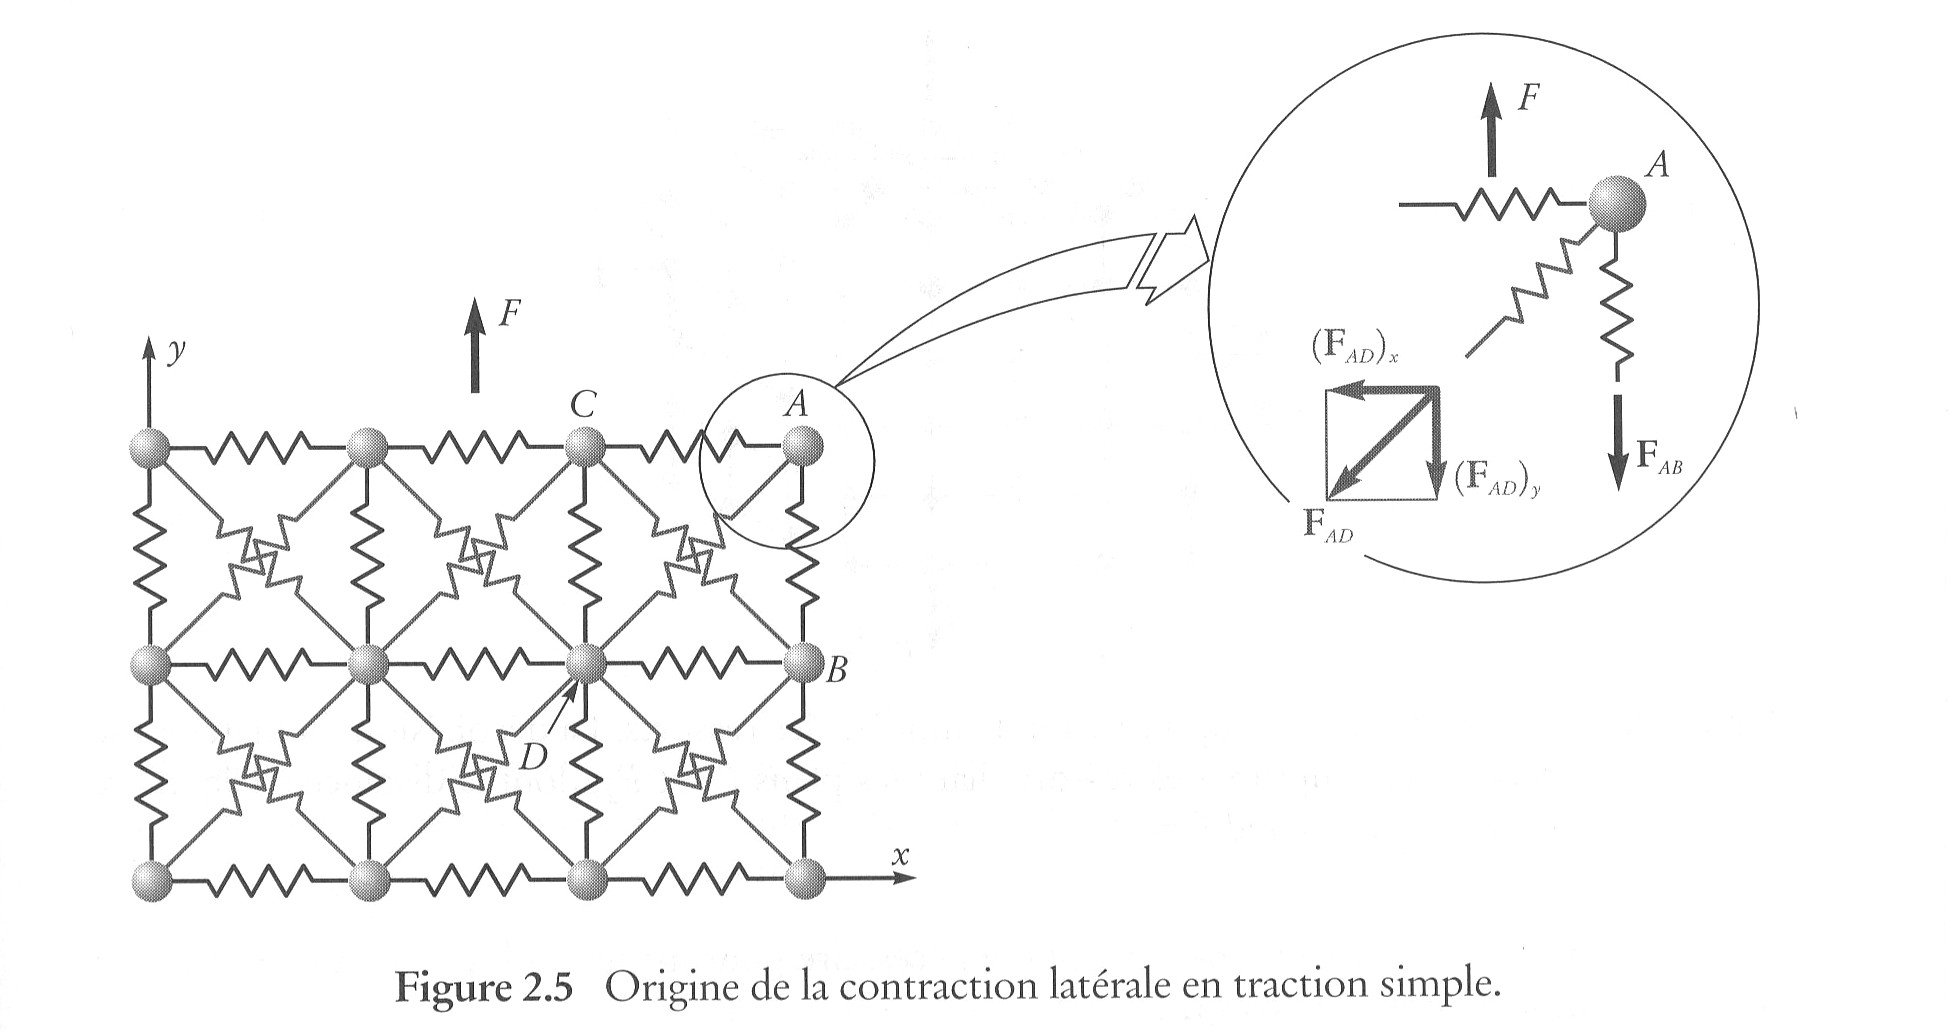 F
A
(F_AD)_x
F_AB
(F_AD)_y
F_AD
F
y
C
A
B
D
x
Figure 2.5 Origine de la contraction latérale en traction simple.